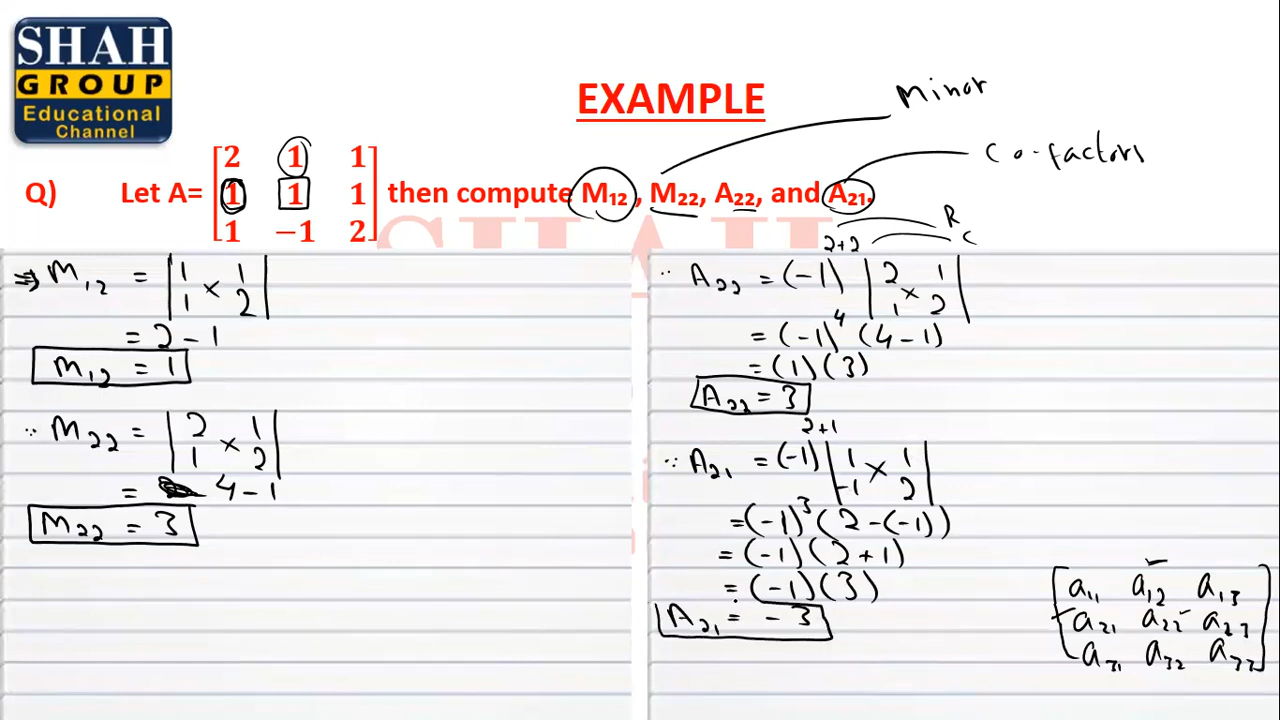 SHAH
GROUP
Educational
Channel
EXAMPLE
Minor
Co-factors
Q) Let A= [2 1 1
1 1 1
1 −1 2] then compute M₁₂, M₂₂, A₂₂, and A₂₁.
R
C
⇒ M₁₂ = |1 1
1 2|
= 2 - 1
M₁₂ = 1
∵ M₂₂ = |2 1
1 2|
= 4 - 1
M₂₂ = 3
∵ A₂₂ = (-1)²⁺² |2 1
1 2|
= (-1)⁴ (4 - 1)
= (1)(3)
A₂₂ = 3
∵ A₂₁ = (-1)²⁺¹ |1 1
-1 2|
= (-1)³ (2 - (-1))
= (-1)(2 + 1)
= (-1)(3)
A₂₁ = - 3
[a₁₁ a₁₂ a₁₃
a₂₁ a₂₂ a₂₃
a₃₁ a₃₂ a₃₃]